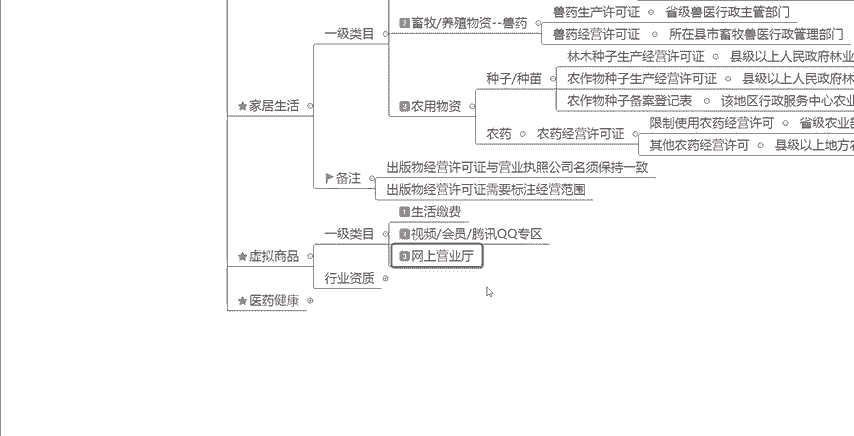 兽药生产许可证 省级兽医行政主管部门
一级类目 畜牧/养殖物资--兽药
兽药经营许可证 所在县市畜牧兽医行政管理部门
林木种子生产经营许可证 县级以上人民政府林业
种子/种苗 农作物种子生产经营许可证 县级以上人民政府林
家居生活 农用物资 农作物种子备案登记表 该地区行政服务中心农业
限制使用农药经营许可 省级农业部
农药 农药经营许可证
其他农药经营许可 县级以上地方农
出版物经营许可证与营业执照公司名须保持一致
备注
出版物经营许可证需要标注经营范围
1 生活缴费
一级类目 2 视频/会员/腾讯QQ专区
虚拟商品 3 网上营业厅
行业资质
医药健康